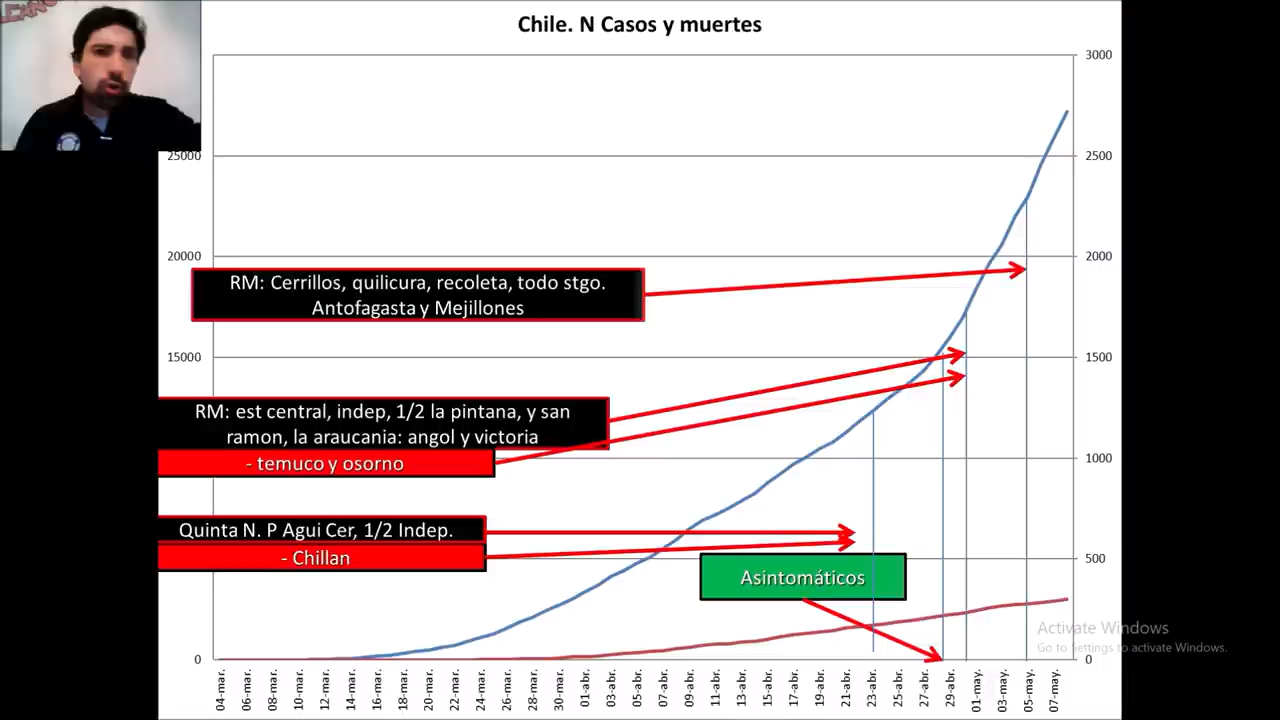 Chile. N Casos y muertes
3000
25000
2500
20000
2000
RM: Cerrillos, quilicura, recoleta, todo stgo.
Antofagasta y Mejillones
15000
1500
RM: est central, indep, 1/2 la pintana, y san
ramon, la araucania: angol y victoria
- temuco y osorno
1000
Quinta N. P Agui Cer, 1/2 Indep.
- Chillan
500
Asintomáticos
Activate Windows
Go to Settings to activate Windows.
0
0
04-mar.
06-mar.
08-mar.
10-mar.
12-mar.
14-mar.
16-mar.
18-mar.
20-mar.
22-mar.
24-mar.
26-mar.
28-mar.
30-mar.
01-abr.
03-abr.
05-abr.
07-abr.
09-abr.
11-abr.
13-abr.
15-abr.
17-abr.
19-abr.
21-abr.
23-abr.
25-abr.
27-abr.
29-abr.
01-may.
03-may.
05-may.
07-may.